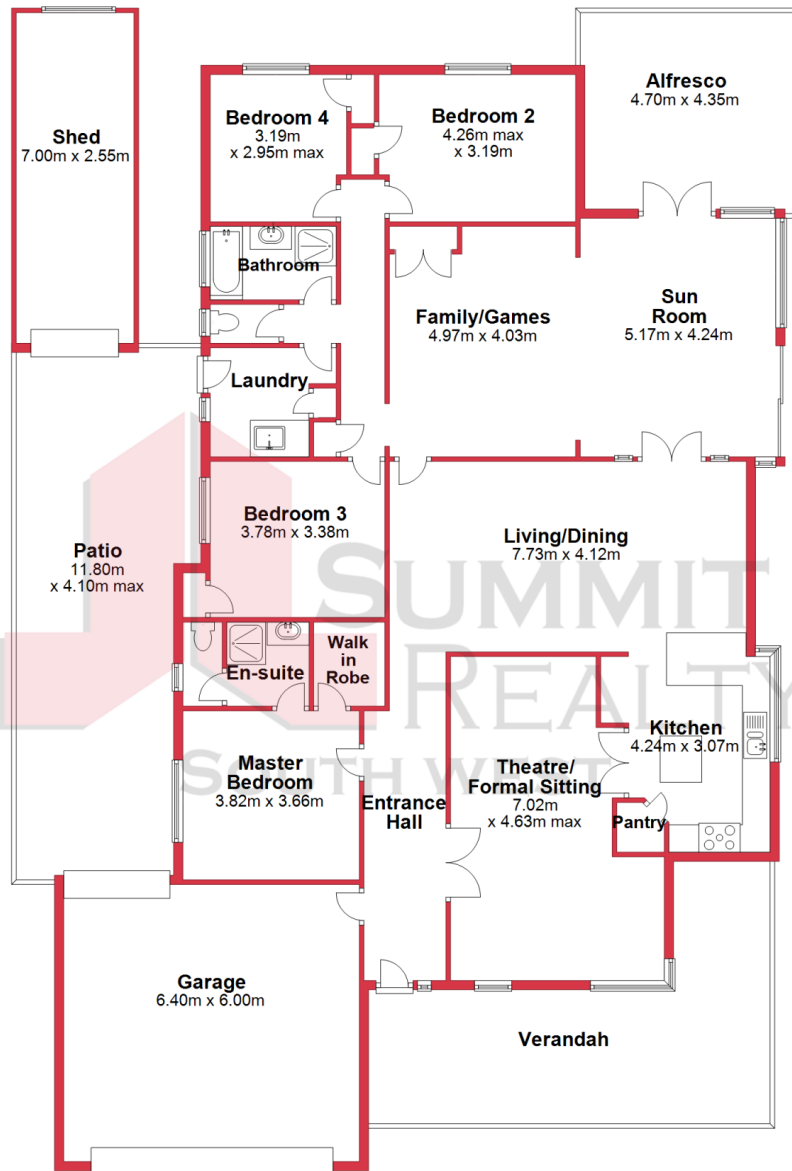 Alfresco
4.70m x 4.35m
Shed
7.00m x 2.55m
Bedroom 4
3.19m
x 2.95m max
Bedroom 2
4.26m max
x 3.19m
Bathroom
Family/Games
4.97m x 4.03m
Sun
Room
5.17m x 4.24m
Laundry
Bedroom 3
3.78m x 3.38m
Living/Dining
7.73m x 4.12m
Patio
11.80m
x 4.10m max
SUMMIT
REALTY
SOUTH WEST
En-suite
Walk
in
Robe
Kitchen
4.24m x 3.07m
Master
Bedroom
3.82m x 3.66m
Entrance
Hall
Theatre/
Formal Sitting
7.02m
x 4.63m max
Pantry
Garage
6.40m x 6.00m
Verandah